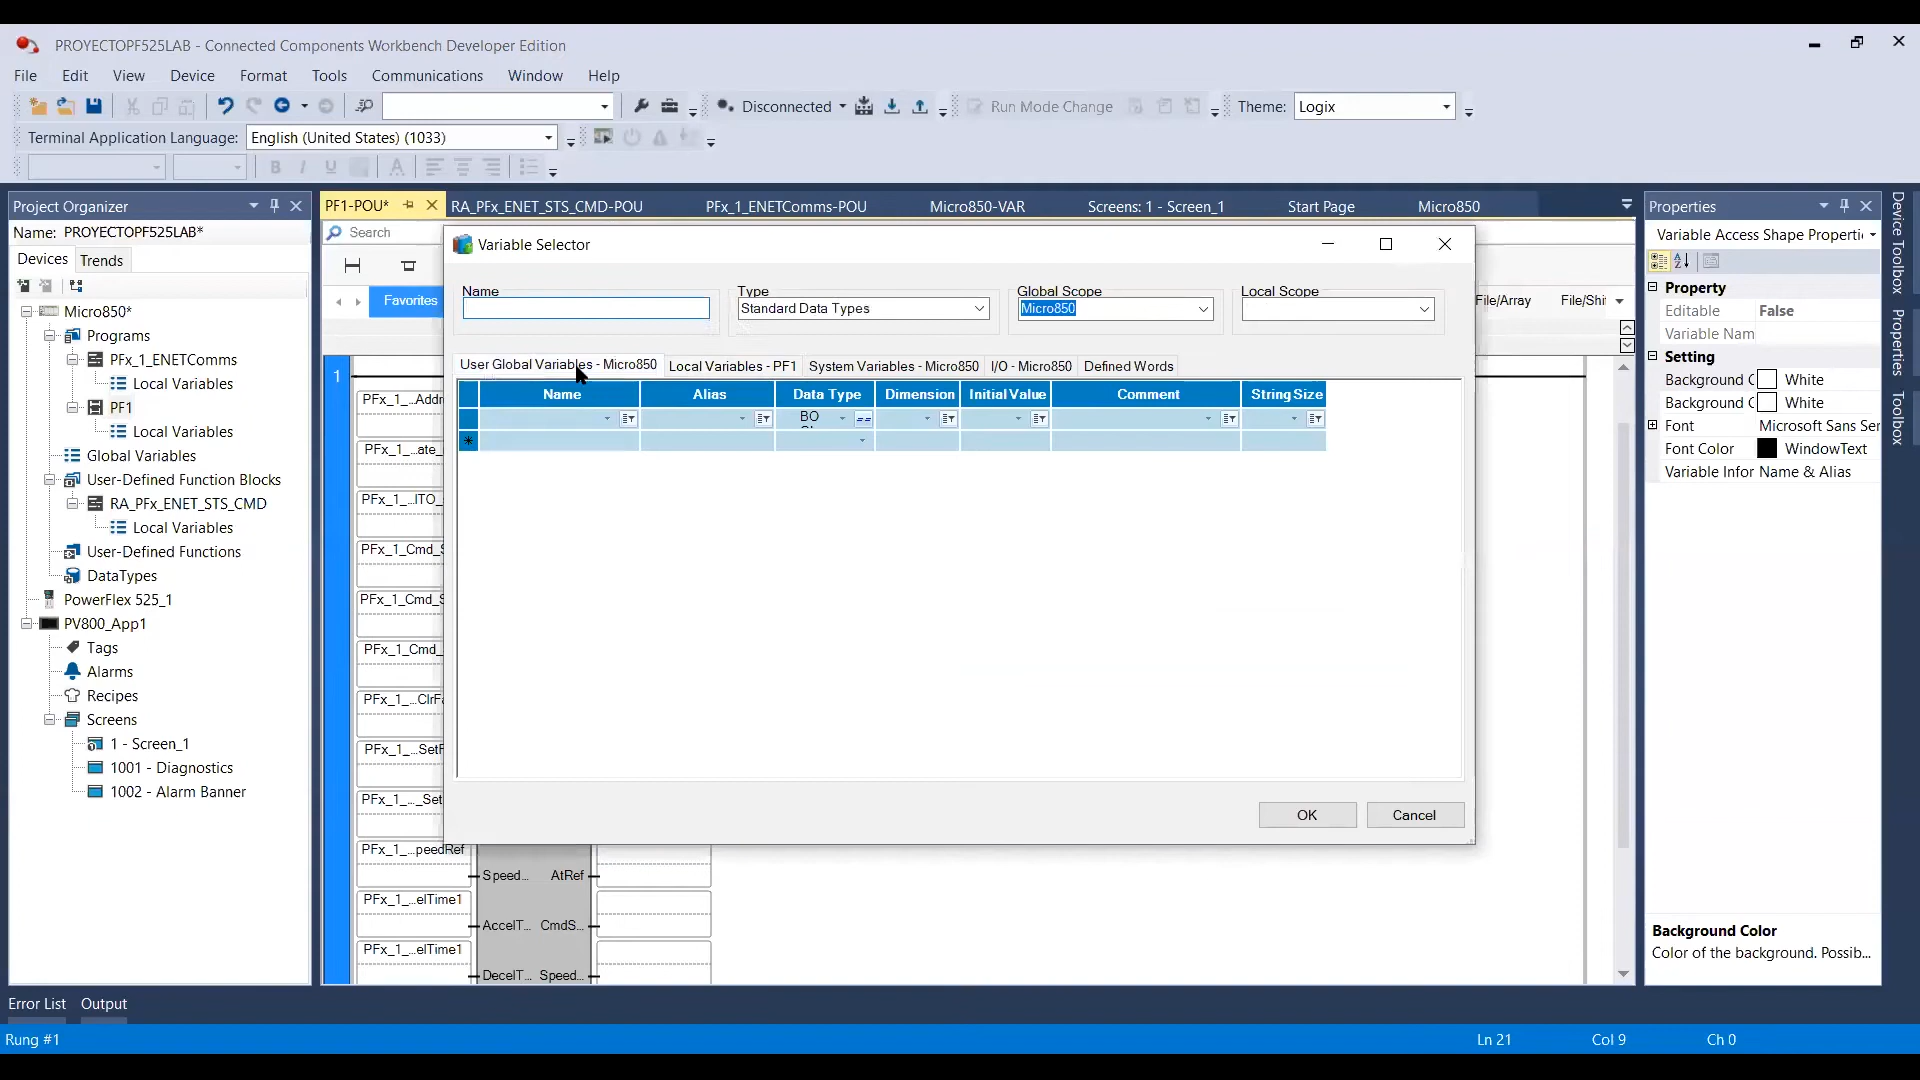 PROYECTOPF525LAB - Connected Components Workbench Developer Edition
File Edit View Device Format Tools Communications Window Help
Disconnected Run Mode Change Theme: Logix
Terminal Application Language: English (United States) (1033)
B I U A
Project Organizer
Name: PROYECTOPF525LAB*
Devices Trends
Micro850*
Programs
PFx_1_ENETComms
Local Variables
PF1
Local Variables
Global Variables
User-Defined Function Blocks
RA_PFx_ENET_STS_CMD
Local Variables
User-Defined Functions
DataTypes
PowerFlex 525_1
PV800_App1
Tags
Alarms
Recipes
Screens
1 - Screen_1
1001 - Diagnostics
1002 - Alarm Banner
PF1-POU* RA_PFx_ENET_STS_CMD-POU PFx_1_ENETComms-POU Micro850-VAR Screens: 1 - Screen_1 Start Page Micro850
Search
Favorites
File/Array File/Shi
1
PFx_1_...Addr
PFx_1_...ate_
PFx_1_...ITO_
PFx_1_Cmd_S
PFx_1_Cmd_S
PFx_1_Cmd_
PFx_1_...ClrFa
PFx_1_...SetF
PFx_1_..._Set
PFx_1_...peedRef
Speed... AtRef
PFx_1_...elTime1
AccelT... CmdS...
PFx_1_...elTime1
DecelT... Speed...
Variable Selector
Name Type Global Scope Local Scope
Standard Data Types Micro850
User Global Variables - Micro850 Local Variables - PF1 System Variables - Micro850 I/O - Micro850 Defined Words
Name Alias Data Type Dimension Initial Value Comment String Size
BO
OK Cancel
Properties
Variable Access Shape Properti
Property
Editable False
Variable Nam
Setting
Background C White
Background C White
Font Microsoft Sans Ser
Font Color WindowText
Variable Infor Name & Alias
Background Color
Color of the background. Possib...
Device Toolbox
Properties
Toolbox
Error List Output
Rung #1 Ln 21 Col 9 Ch 0